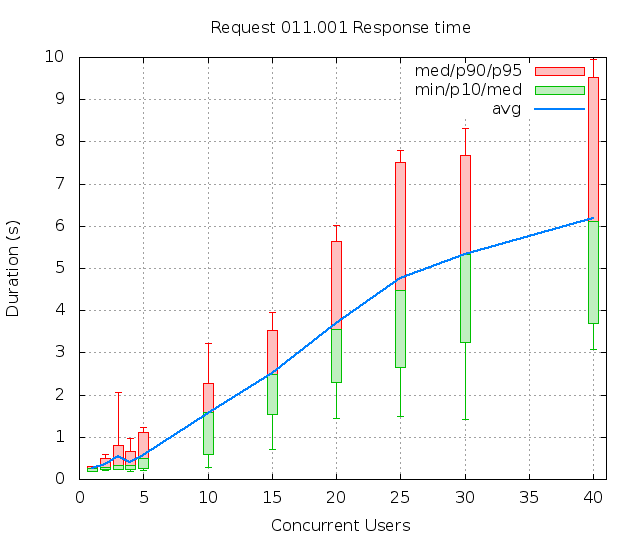 Request 011.001 Response time
med/p90/p95
min/p10/med
avg
Duration (s)
10
9
8
7
6
5
4
3
2
1
0
0 5 10 15 20 25 30 35 40
Concurrent Users